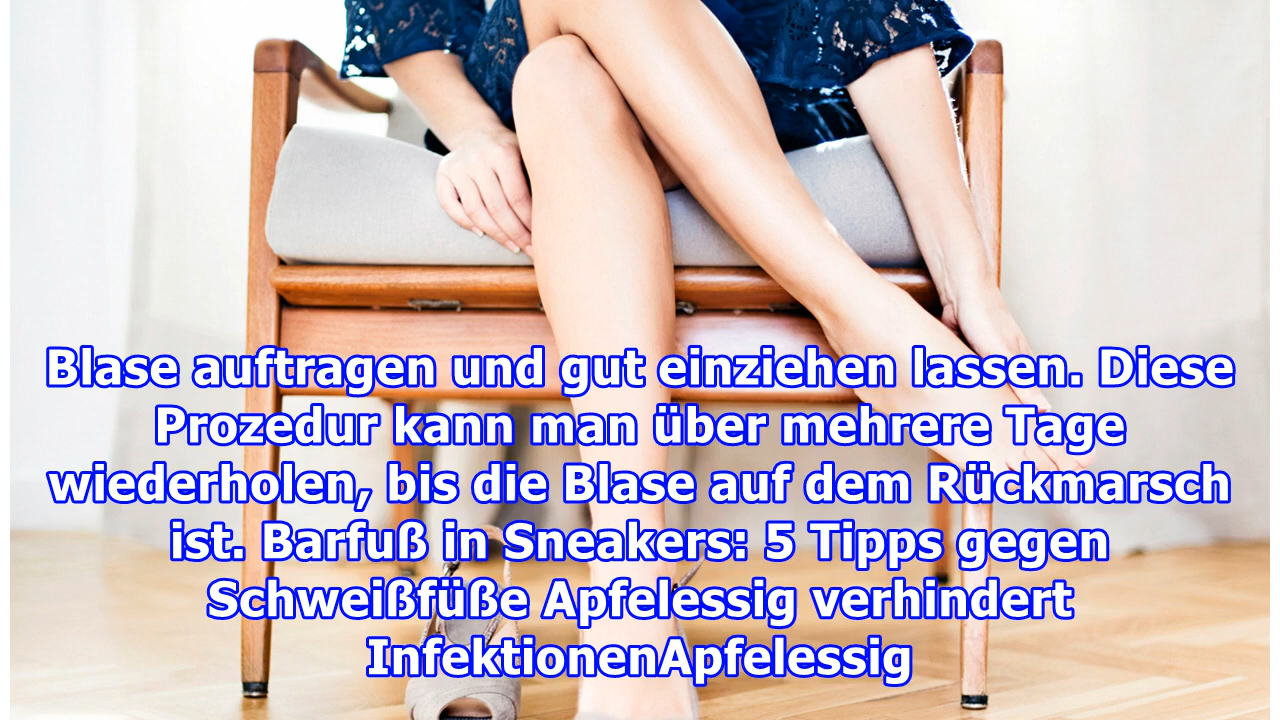 Blase auftragen und gut einziehen lassen. Diese
Prozedur kann man über mehrere Tage
wiederholen, bis die Blase auf dem Rückmarsch
ist. Barfuß in Sneakers: 5 Tipps gegen
Schweißfüße Apfelessig verhindert
InfektionenApfelessig